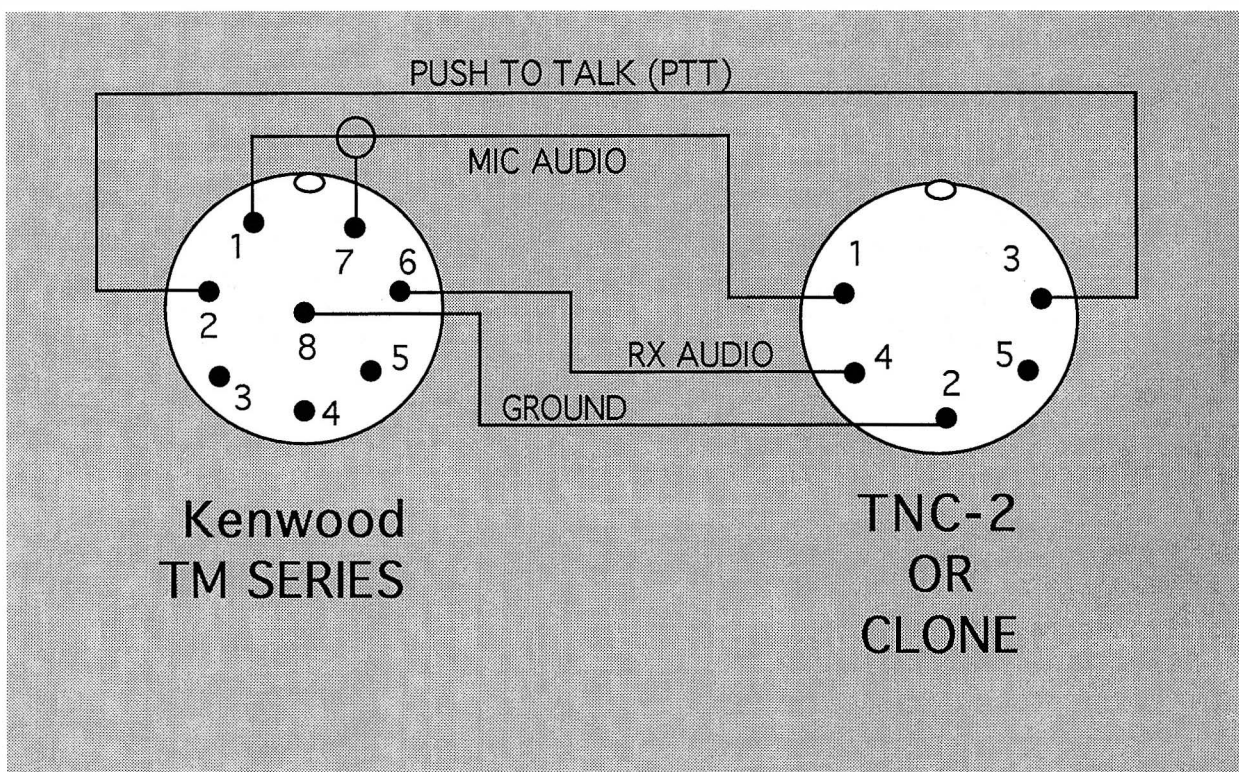 PUSH TO TALK (PTT)
MIC AUDIO
1
7
6
2
8
5
3
4
RX AUDIO
GROUND
1
3
4
5
2
Kenwood
TM SERIES
TNC-2
OR
CLONE